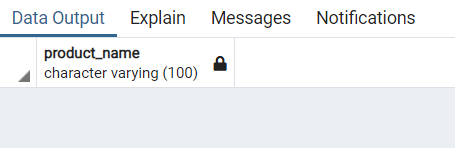 Data Output Explain Messages Notifications
product_name
character varying (100)